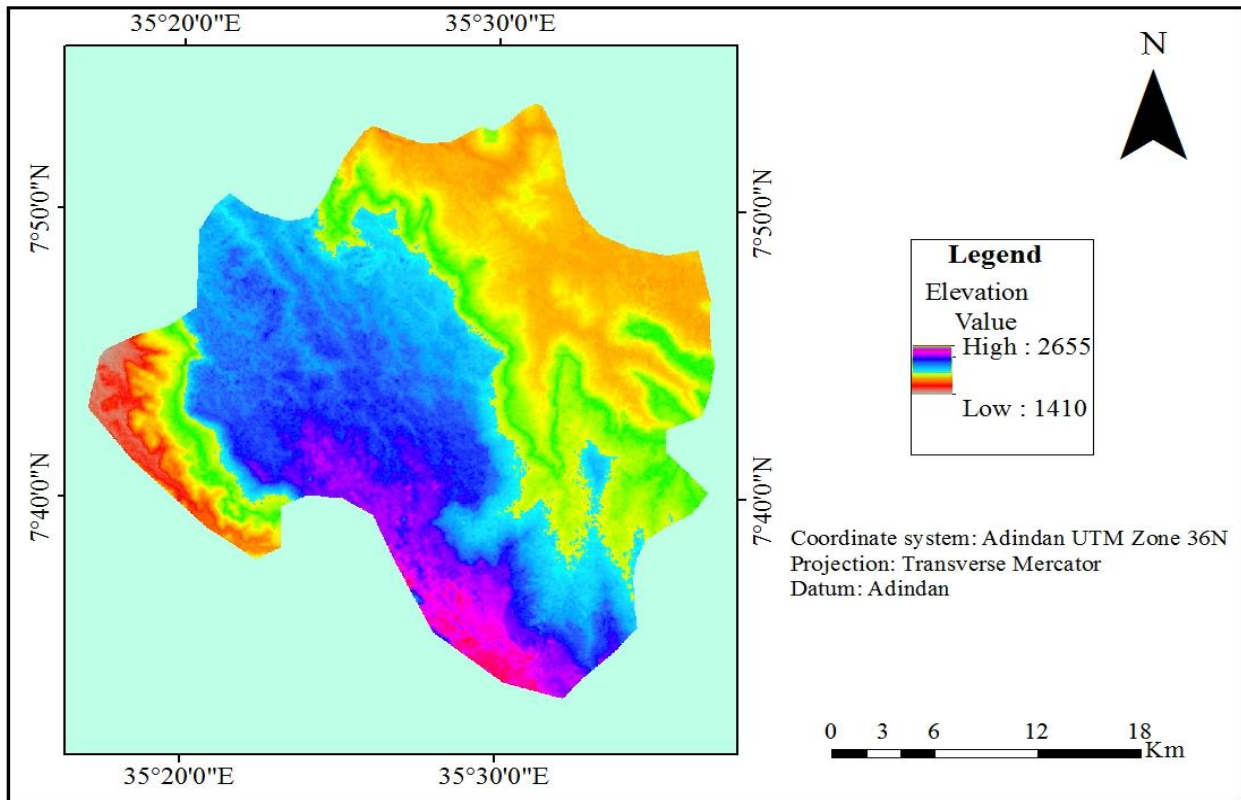 35°20'0"E
35°30'0"E
N
7°50'0"N
7°50'0"N
Legend
Elevation
Value
High : 2655
Low : 1410
7°40'0"N
7°40'0"N
Coordinate system: Adindan UTM Zone 36N
Projection: Transverse Mercator
Datum: Adindan
0 3 6 12 18
Km
35°20'0"E
35°30'0"E